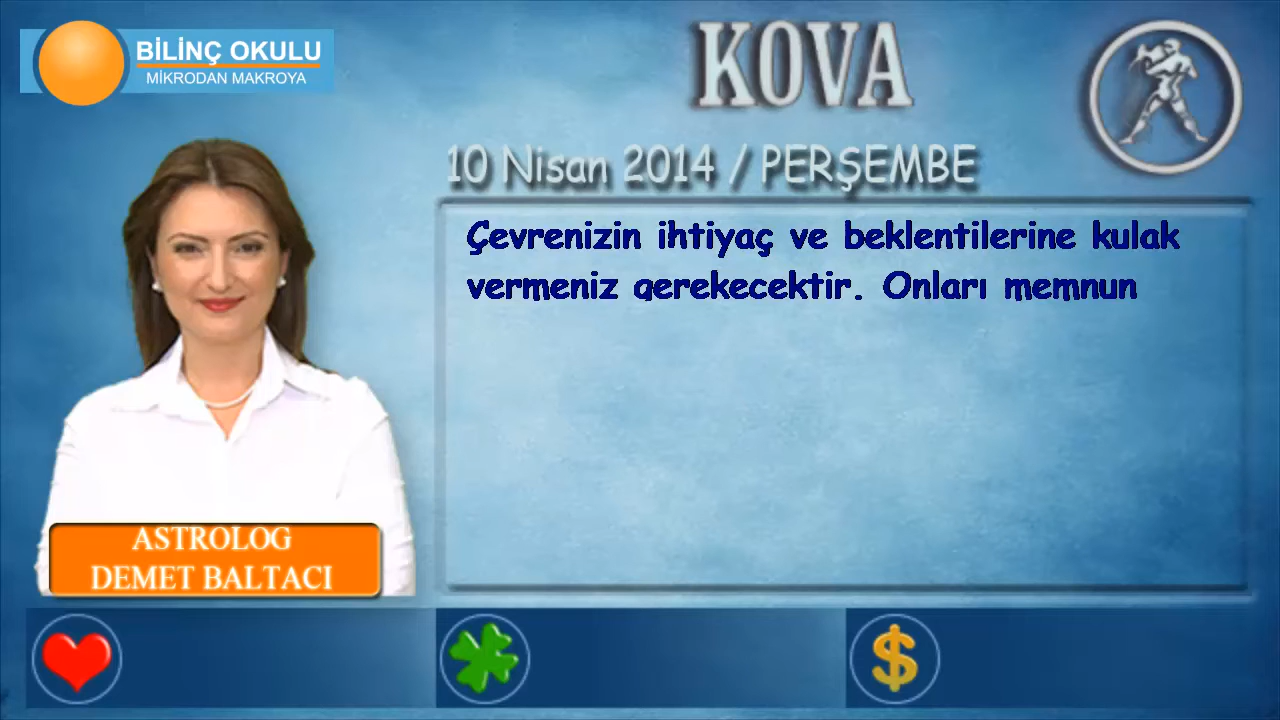 BİLİNÇ OKULU
MİKRODAN MAKROYA
KOVA
10 Nisan 2014 / PERŞEMBE
Çevrenizin ihtiyaç ve beklentilerine kulak
vermeniz gerekecektir. Onları memnun
ASTROLOG
DEMET BALTACI